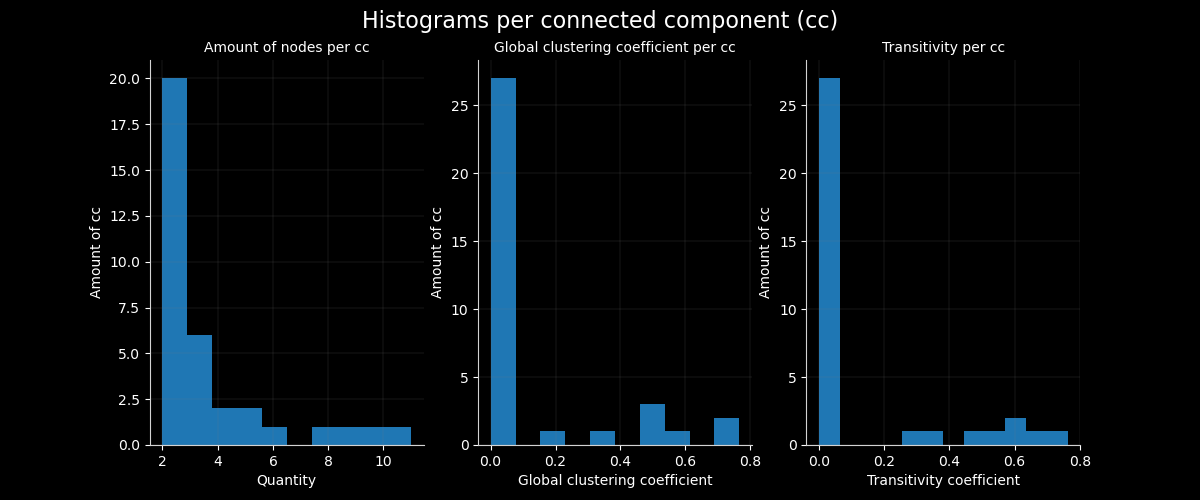 Histograms per connected component (cc)
Amount of nodes per cc
Global clustering coefficient per cc
Transitivity per cc
20.0
17.5
15.0
12.5
10.0
7.5
5.0
2.5
0.0
Amount of cc
2 4 6 8 10
Quantity
25
20
15
10
5
0
Amount of cc
0.0 0.2 0.4 0.6 0.8
Global clustering coefficient
25
20
15
10
5
0
Amount of cc
0.0 0.2 0.4 0.6 0.8
Transitivity coefficient